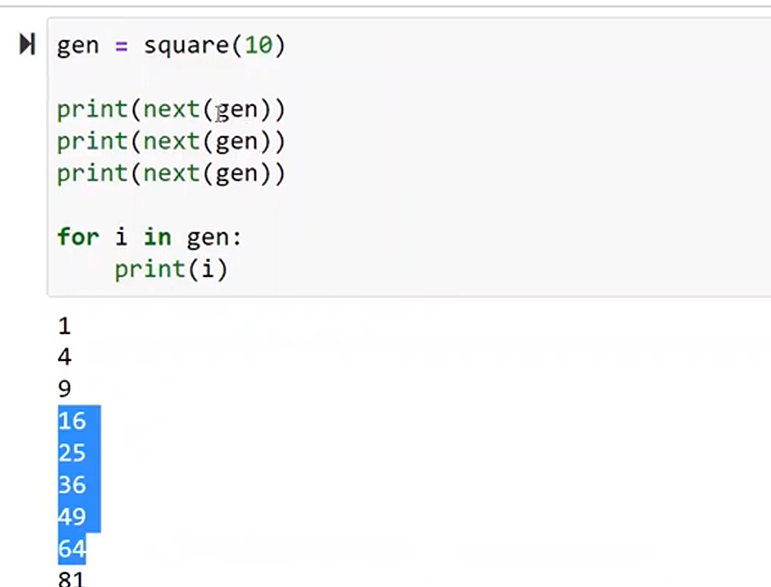 gen = square(10)
print(next(gen))
print(next(gen))
print(next(gen))
for i in gen:
    print(i)
1
4
9
16
25
36
49
64
81